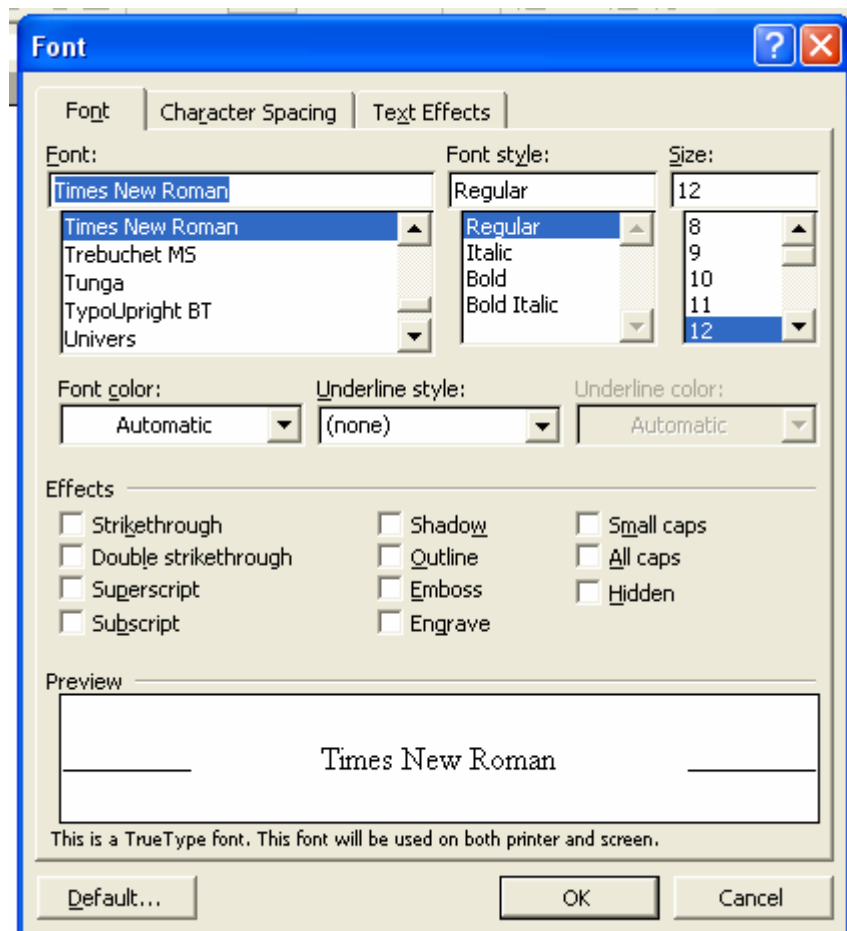 Font
Font Character Spacing Text Effects
Font: Font style: Size:
Times New Roman Regular 12
Times New Roman Regular 8
Trebuchet MS Italic 9
Tunga Bold 10
TypoUpright BT Bold Italic 11
Univers 12
Font color: Underline style: Underline color:
Automatic (none) Automatic
Effects
Strikethrough Shadow Small caps
Double strikethrough Outline All caps
Superscript Emboss Hidden
Subscript Engrave
Preview
Times New Roman
This is a TrueType font. This font will be used on both printer and screen.
Default... OK Cancel